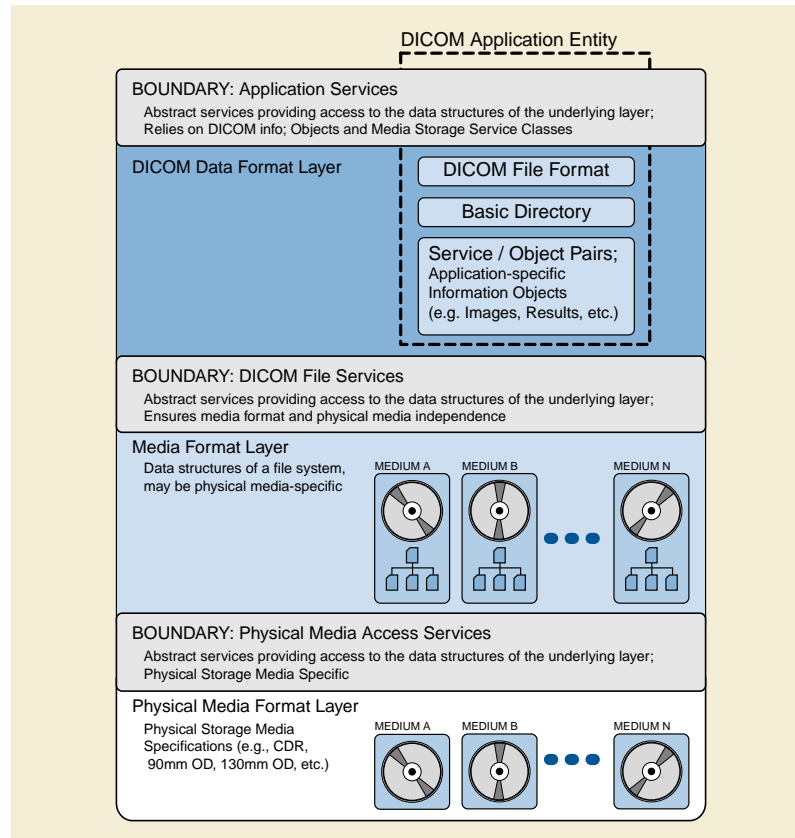 DICOM Application Entity
BOUNDARY: Application Services
Abstract services providing access to the data structures of the underlying layer;
Relies on DICOM info; Objects and Media Storage Service Classes
DICOM Data Format Layer
DICOM File Format
Basic Directory
Service / Object Pairs;
Application-specific
Information Objects
(e.g. Images, Results, etc.)
BOUNDARY: DICOM File Services
Abstract services providing access to the data structures of the underlying layer;
Ensures media format and physical media independence
Media Format Layer
Data structures of a file system,
may be physical media-specific
MEDIUM A
MEDIUM B
MEDIUM N
BOUNDARY: Physical Media Access Services
Abstract services providing access to the data structures of the underlying layer;
Physical Storage Media Specific
Physical Media Format Layer
Physical Storage Media
Specifications (e.g., CDR,
90mm OD, 130mm OD, etc.)
MEDIUM A
MEDIUM B
MEDIUM N